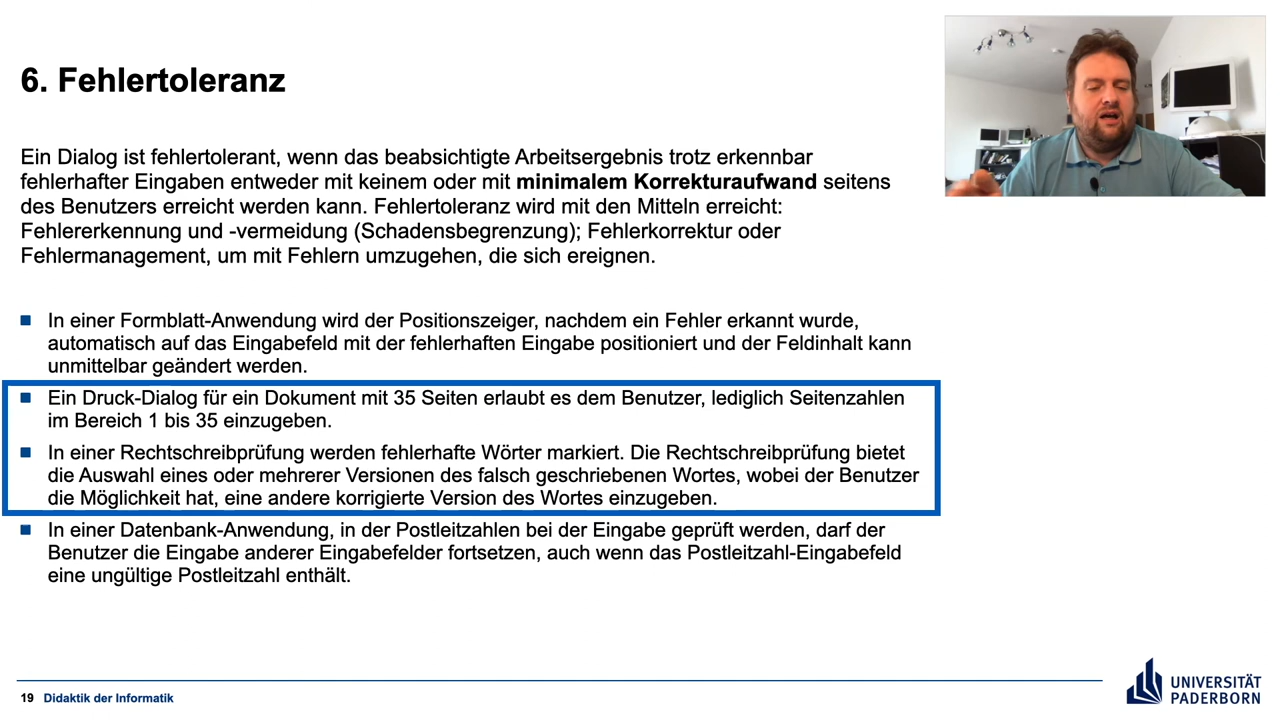 6. Fehlertoleranz
Ein Dialog ist fehlertolerant, wenn das beabsichtigte Arbeitsergebnis trotz erkennbar
fehlerhafter Eingaben entweder mit keinem oder mit minimalem Korrekturaufwand seitens
des Benutzers erreicht werden kann. Fehlertoleranz wird mit den Mitteln erreicht:
Fehlererkennung und -vermeidung (Schadensbegrenzung); Fehlerkorrektur oder
Fehlermanagement, um mit Fehlern umzugehen, die sich ereignen.
In einer Formblatt-Anwendung wird der Positionszeiger, nachdem ein Fehler erkannt wurde,
automatisch auf das Eingabefeld mit der fehlerhaften Eingabe positioniert und der Feldinhalt kann
unmittelbar geändert werden.
Ein Druck-Dialog für ein Dokument mit 35 Seiten erlaubt es dem Benutzer, lediglich Seitenzahlen
im Bereich 1 bis 35 einzugeben.
In einer Rechtschreibprüfung werden fehlerhafte Wörter markiert. Die Rechtschreibprüfung bietet
die Auswahl eines oder mehrerer Versionen des falsch geschriebenen Wortes, wobei der Benutzer
die Möglichkeit hat, eine andere korrigierte Version des Wortes einzugeben.
In einer Datenbank-Anwendung, in der Postleitzahlen bei der Eingabe geprüft werden, darf der
Benutzer die Eingabe anderer Eingabefelder fortsetzen, auch wenn das Postleitzahl-Eingabefeld
eine ungültige Postleitzahl enthält.
19 Didaktik der Informatik
UNIVERSITÄT
PADERBORN